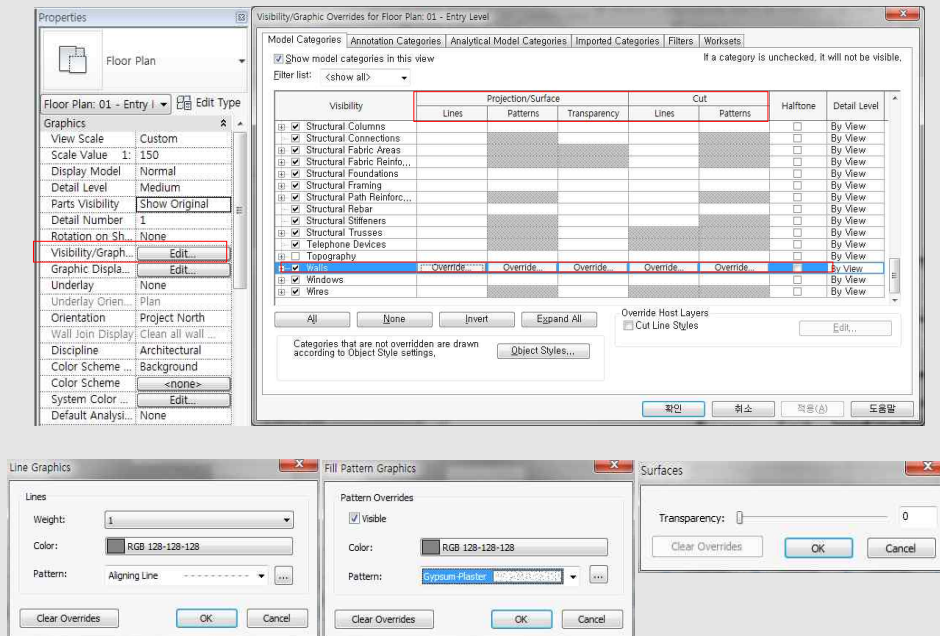 Properties
Floor Plan
Floor Plan: 01 - Entry l
Edit Type
Graphics
View Scale Custom
Scale Value 1: 150
Display Model Normal
Detail Level Medium
Parts Visibility Show Original
Detail Number 1
Rotation on Sh... None
Visibility/Graph... Edit...
Graphic Displa... Edit...
Underlay None
Underlay Orien... Plan
Orientation Project North
Wall Join Display Clean all wall ...
Discipline Architectural
Color Scheme ... Background
Color Scheme <none>
System Color ... Edit...
Default Analysi... None
Visibility/Graphic Overrides for Floor Plan: 01 - Entry Level
Model Categories Annotation Categories Analytical Model Categories Imported Categories Filters Worksets
Show model categories in this view
If a category is unchecked, it will not be visible.
Filter list: <show all>
Visibility Projection/Surface Cut Halftone Detail Level
Lines Patterns Transparency Lines Patterns
Structural Columns By View
Structural Connections By View
Structural Fabric Areas By View
Structural Fabric Reinfo... By View
Structural Foundations By View
Structural Framing By View
Structural Path Reinforc... By View
Structural Rebar By View
Structural Stiffeners By View
Structural Trusses By View
Telephone Devices By View
Topography By View
Walls Override... Override... Override... Override... Override... By View
Windows By View
Wires By View
All None Invert Expand All
Override Host Layers
Cut Line Styles Edit...
Categories that are not overridden are drawn
according to Object Style settings.
Object Styles...
확인 취소 적용(A) 도움말
Line Graphics
Lines
Weight: 1
Color: RGB 128-128-128
Pattern: Aligning Line ...
Clear Overrides OK Cancel
Fill Pattern Graphics
Pattern Overrides
Visible
Color: RGB 128-128-128
Pattern: Gypsum-Plaster ...
Clear Overrides OK Cancel
Surfaces
Transparency: 0
Clear Overrides OK Cancel